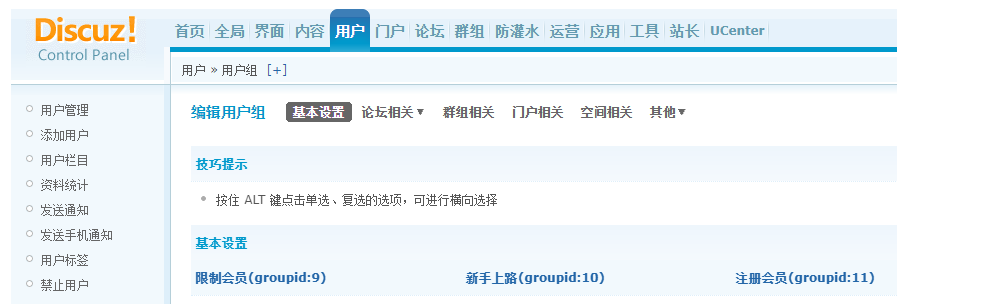 Discuz!
Control Panel
首页 全局 界面 内容 用户 门户 论坛 群组 防灌水 运营 应用 工具 站长 UCenter
用户 » 用户组 [+]
用户管理
添加用户
用户栏目
资料统计
发送通知
发送手机通知
用户标签
禁止用户
编辑用户组 基本设置 论坛相关 群组相关 门户相关 空间相关 其他
技巧提示
按住 ALT 键点击单选、复选的选项，可进行横向选择
基本设置
限制会员(groupid:9) 新手上路(groupid:10) 注册会员(groupid:11)